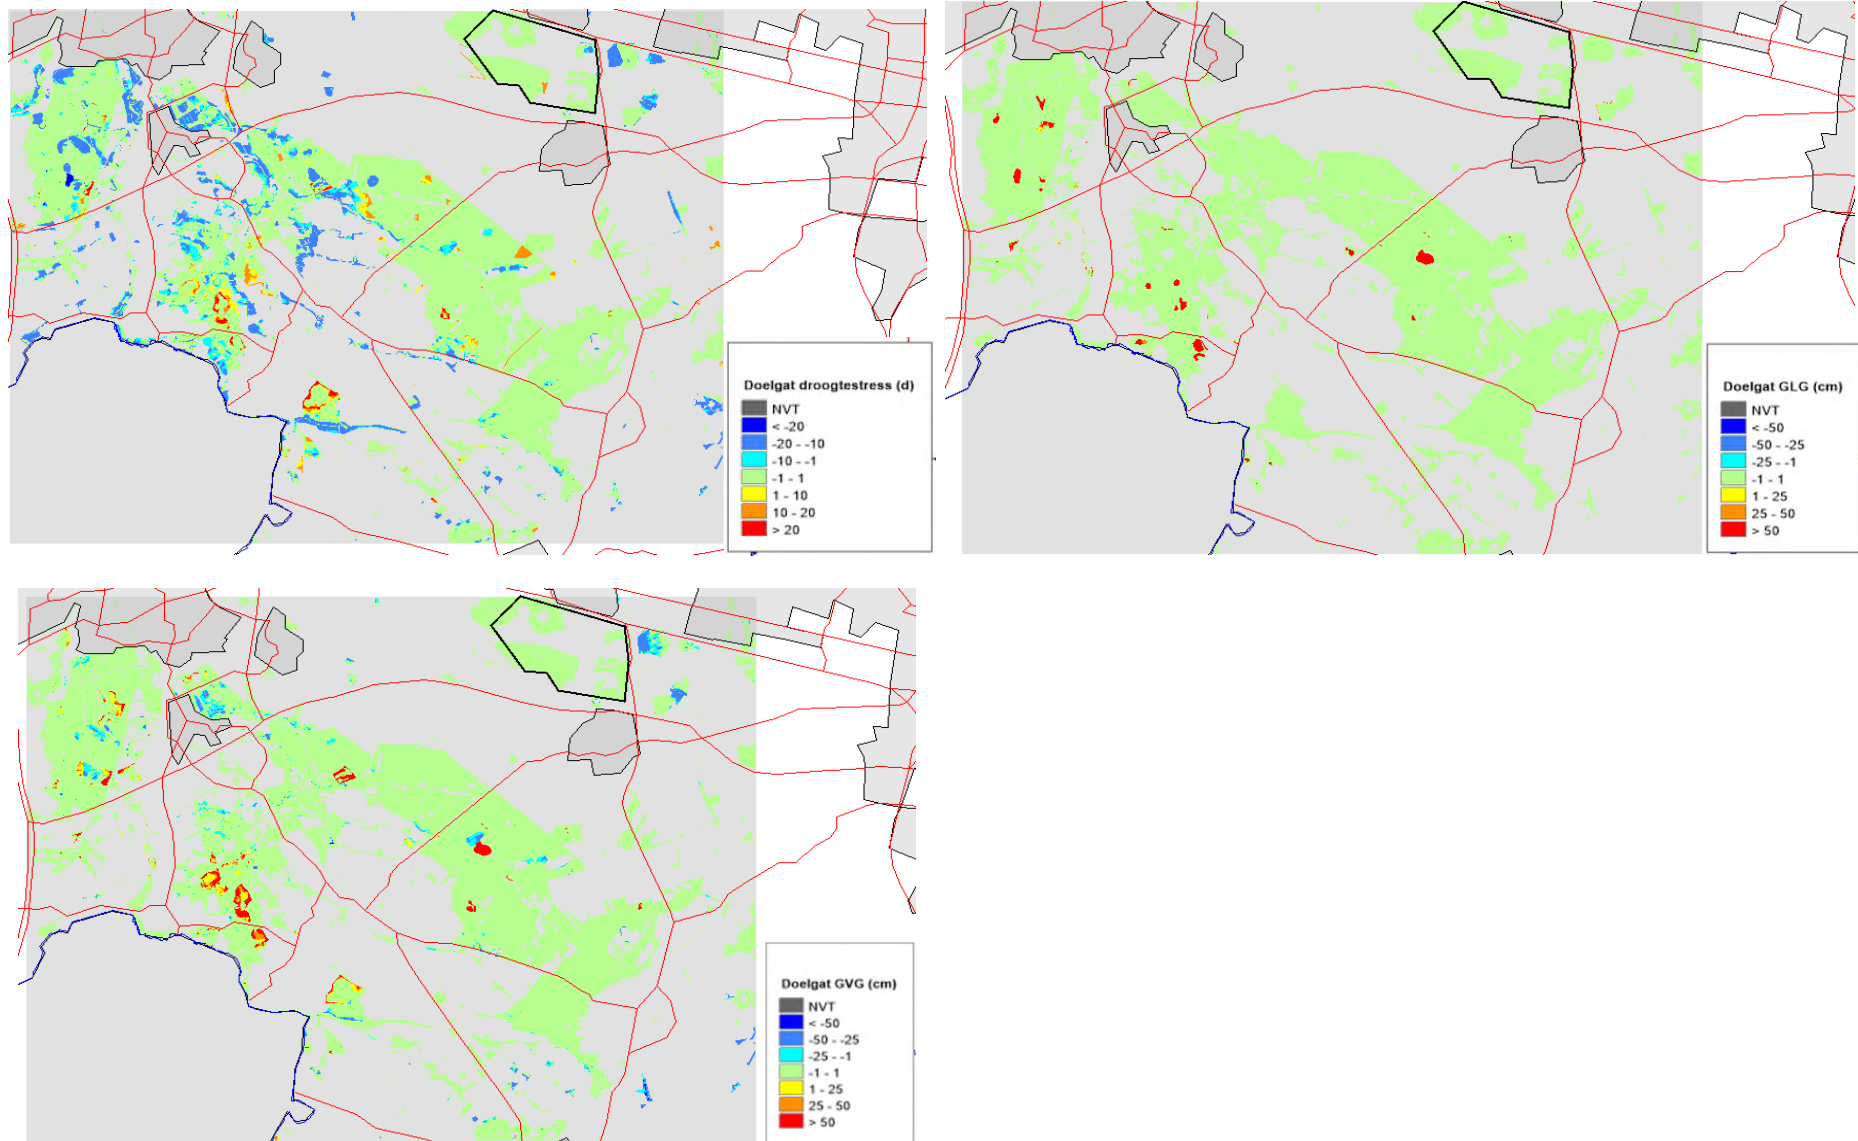 Doelgat droogtestress (d)
NVT
< -20
-20 - -10
-10 - -1
-1 - 1
1 - 10
10 - 20
> 20
Doelgat GLG (cm)
NVT
< -50
-50 - -25
-25 - -1
-1 - 1
1 - 25
25 - 50
> 50
Doelgat GVG (cm)
NVT
< -50
-50 - -25
-25 - -1
-1 - 1
1 - 25
25 - 50
> 50